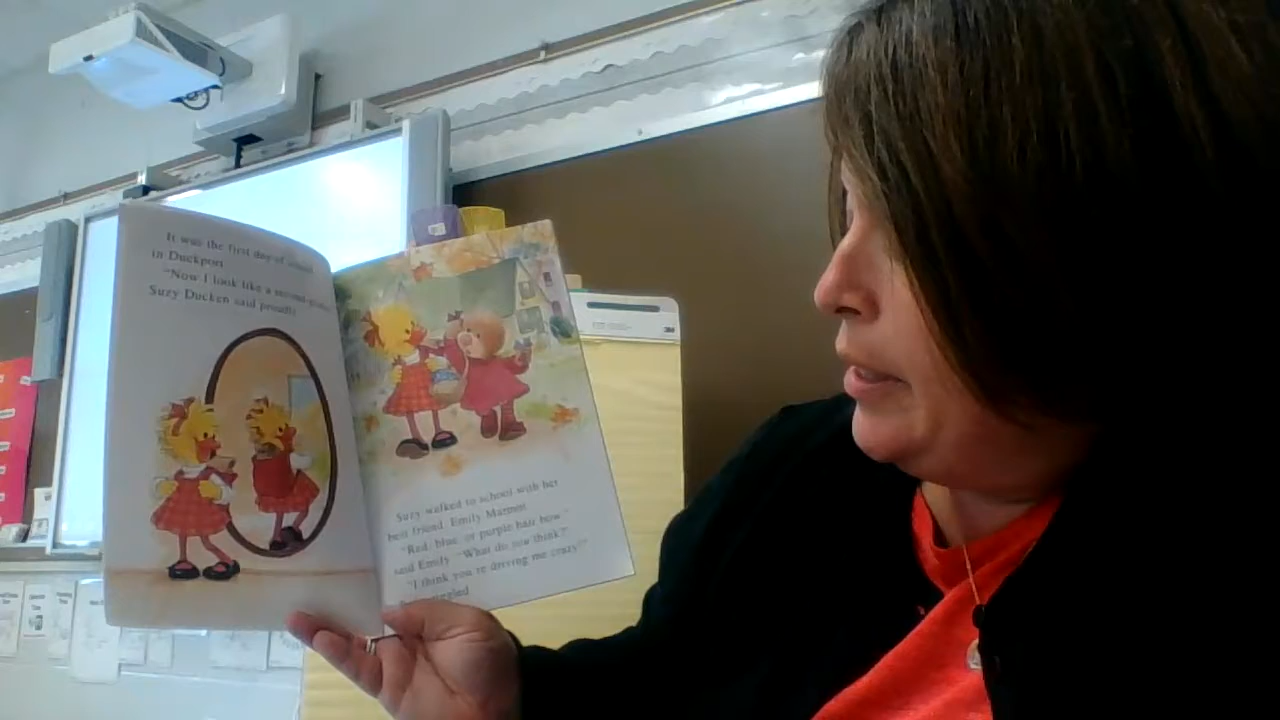 It was the first day of school
in Duckport.
"Now I look like a second-grader,"
Suzy Ducken said proudly.
Suzy walked to school with her
best friend, Emily Marmot.
"Red, blue, or purple hair bow,"
said Emily. "What do you think?"
"I think you're driving me crazy!"
giggled
3M